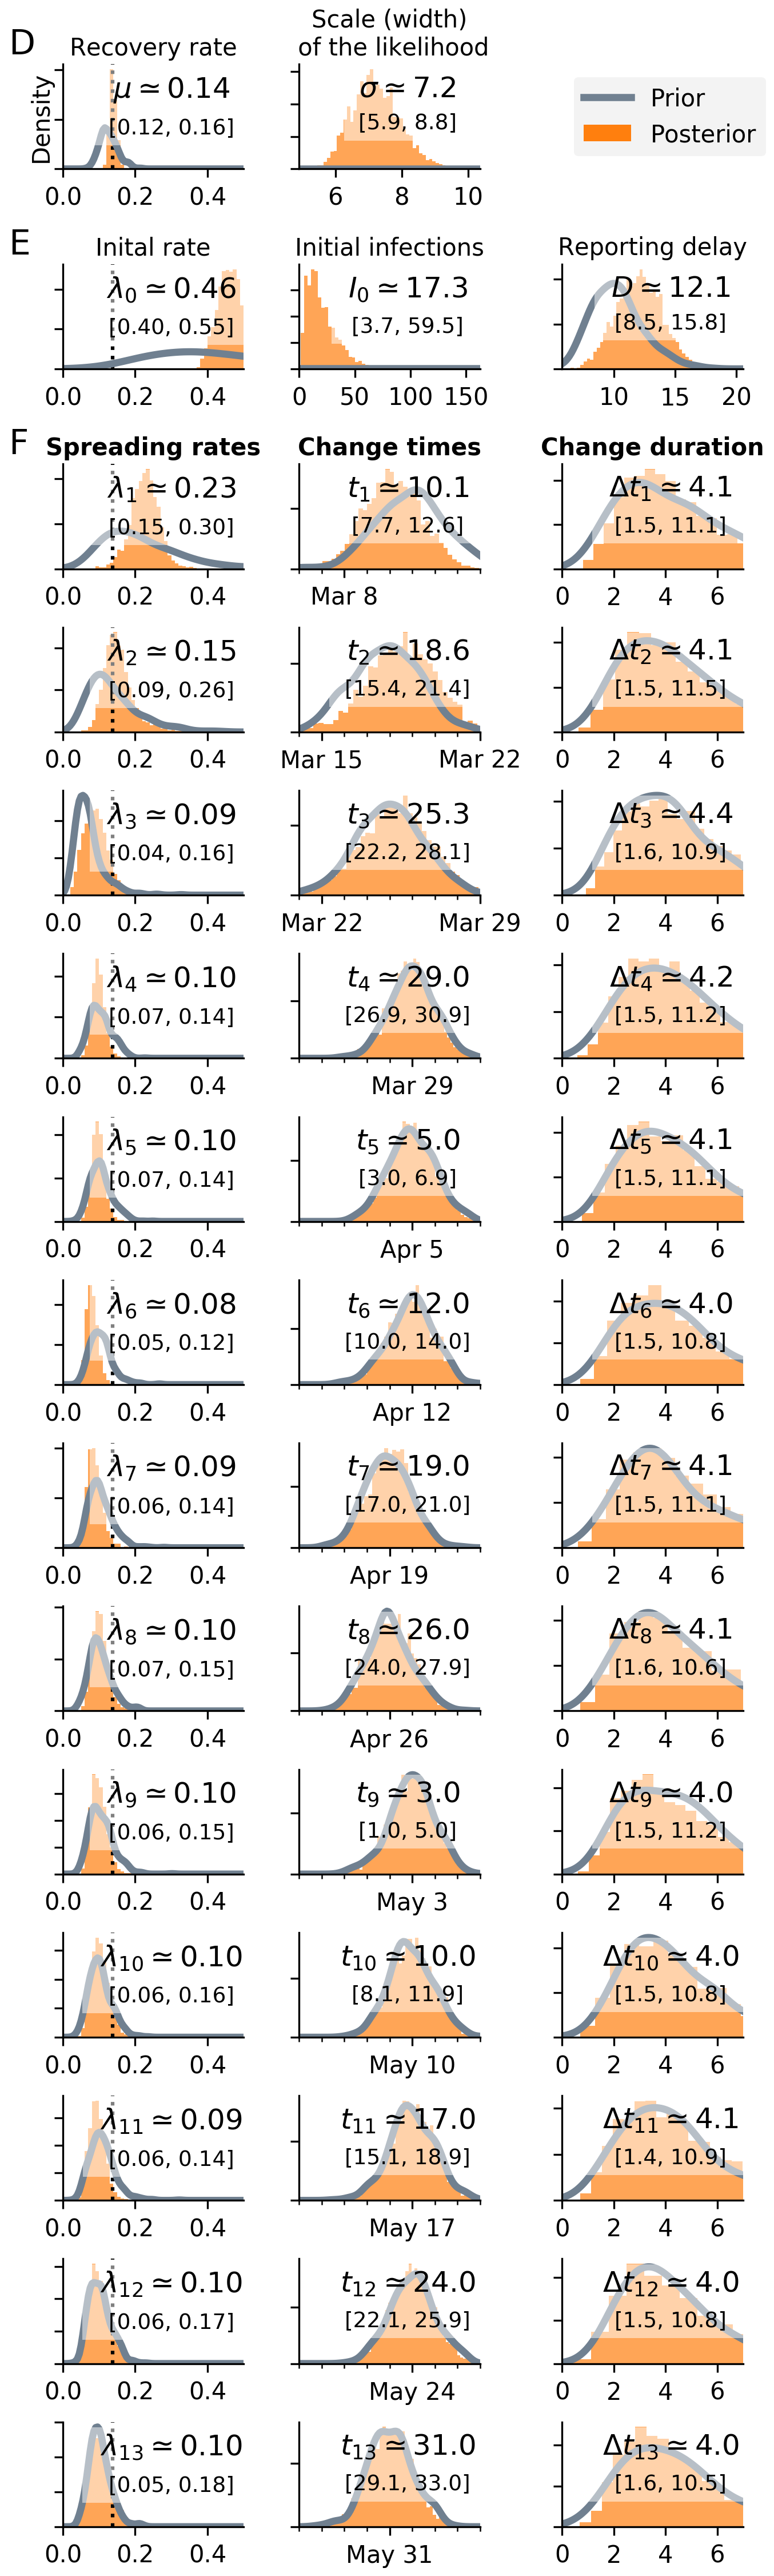 D
Recovery rate
Scale (width)
of the likelihood
Density
μ ≃ 0.14
[0.12, 0.16]
0.0 0.2 0.4
σ ≃ 7.2
[5.9, 8.8]
6 8 10
Prior
Posterior
E
Inital rate
Initial infections
Reporting delay
λ0 ≃ 0.46
[0.40, 0.55]
0.0 0.2 0.4
I0 ≃ 17.3
[3.7, 59.5]
0 50 100 150
D ≃ 12.1
[8.5, 15.8]
10 15 20
F
Spreading rates
Change times
Change duration
λ1 ≃ 0.23
[0.15, 0.30]
0.0 0.2 0.4
t1 ≃ 10.1
[7.7, 12.6]
Mar 8
Δt1 ≃ 4.1
[1.5, 11.1]
0 2 4 6
λ2 ≃ 0.15
[0.09, 0.26]
0.0 0.2 0.4
t2 ≃ 18.6
[15.4, 21.4]
Mar 15 Mar 22
Δt2 ≃ 4.1
[1.5, 11.5]
0 2 4 6
λ3 ≃ 0.09
[0.04, 0.16]
0.0 0.2 0.4
t3 ≃ 25.3
[22.2, 28.1]
Mar 22 Mar 29
Δt3 ≃ 4.4
[1.6, 10.9]
0 2 4 6
λ4 ≃ 0.10
[0.07, 0.14]
0.0 0.2 0.4
t4 ≃ 29.0
[26.9, 30.9]
Mar 29
Δt4 ≃ 4.2
[1.5, 11.2]
0 2 4 6
λ5 ≃ 0.10
[0.07, 0.14]
0.0 0.2 0.4
t5 ≃ 5.0
[3.0, 6.9]
Apr 5
Δt5 ≃ 4.1
[1.5, 11.1]
0 2 4 6
λ6 ≃ 0.08
[0.05, 0.12]
0.0 0.2 0.4
t6 ≃ 12.0
[10.0, 14.0]
Apr 12
Δt6 ≃ 4.0
[1.5, 10.8]
0 2 4 6
λ7 ≃ 0.09
[0.06, 0.14]
0.0 0.2 0.4
t7 ≃ 19.0
[17.0, 21.0]
Apr 19
Δt7 ≃ 4.1
[1.5, 11.1]
0 2 4 6
λ8 ≃ 0.10
[0.07, 0.15]
0.0 0.2 0.4
t8 ≃ 26.0
[24.0, 27.9]
Apr 26
Δt8 ≃ 4.1
[1.6, 10.6]
0 2 4 6
λ9 ≃ 0.10
[0.06, 0.15]
0.0 0.2 0.4
t9 ≃ 3.0
[1.0, 5.0]
May 3
Δt9 ≃ 4.0
[1.5, 11.2]
0 2 4 6
λ10 ≃ 0.10
[0.06, 0.16]
0.0 0.2 0.4
t10 ≃ 10.0
[8.1, 11.9]
May 10
Δt10 ≃ 4.0
[1.5, 10.8]
0 2 4 6
λ11 ≃ 0.09
[0.06, 0.14]
0.0 0.2 0.4
t11 ≃ 17.0
[15.1, 18.9]
May 17
Δt11 ≃ 4.1
[1.4, 10.9]
0 2 4 6
λ12 ≃ 0.10
[0.06, 0.17]
0.0 0.2 0.4
t12 ≃ 24.0
[22.1, 25.9]
May 24
Δt12 ≃ 4.0
[1.5, 10.8]
0 2 4 6
λ13 ≃ 0.10
[0.05, 0.18]
0.0 0.2 0.4
t13 ≃ 31.0
[29.1, 33.0]
May 31
Δt13 ≃ 4.0
[1.6, 10.5]
0 2 4 6